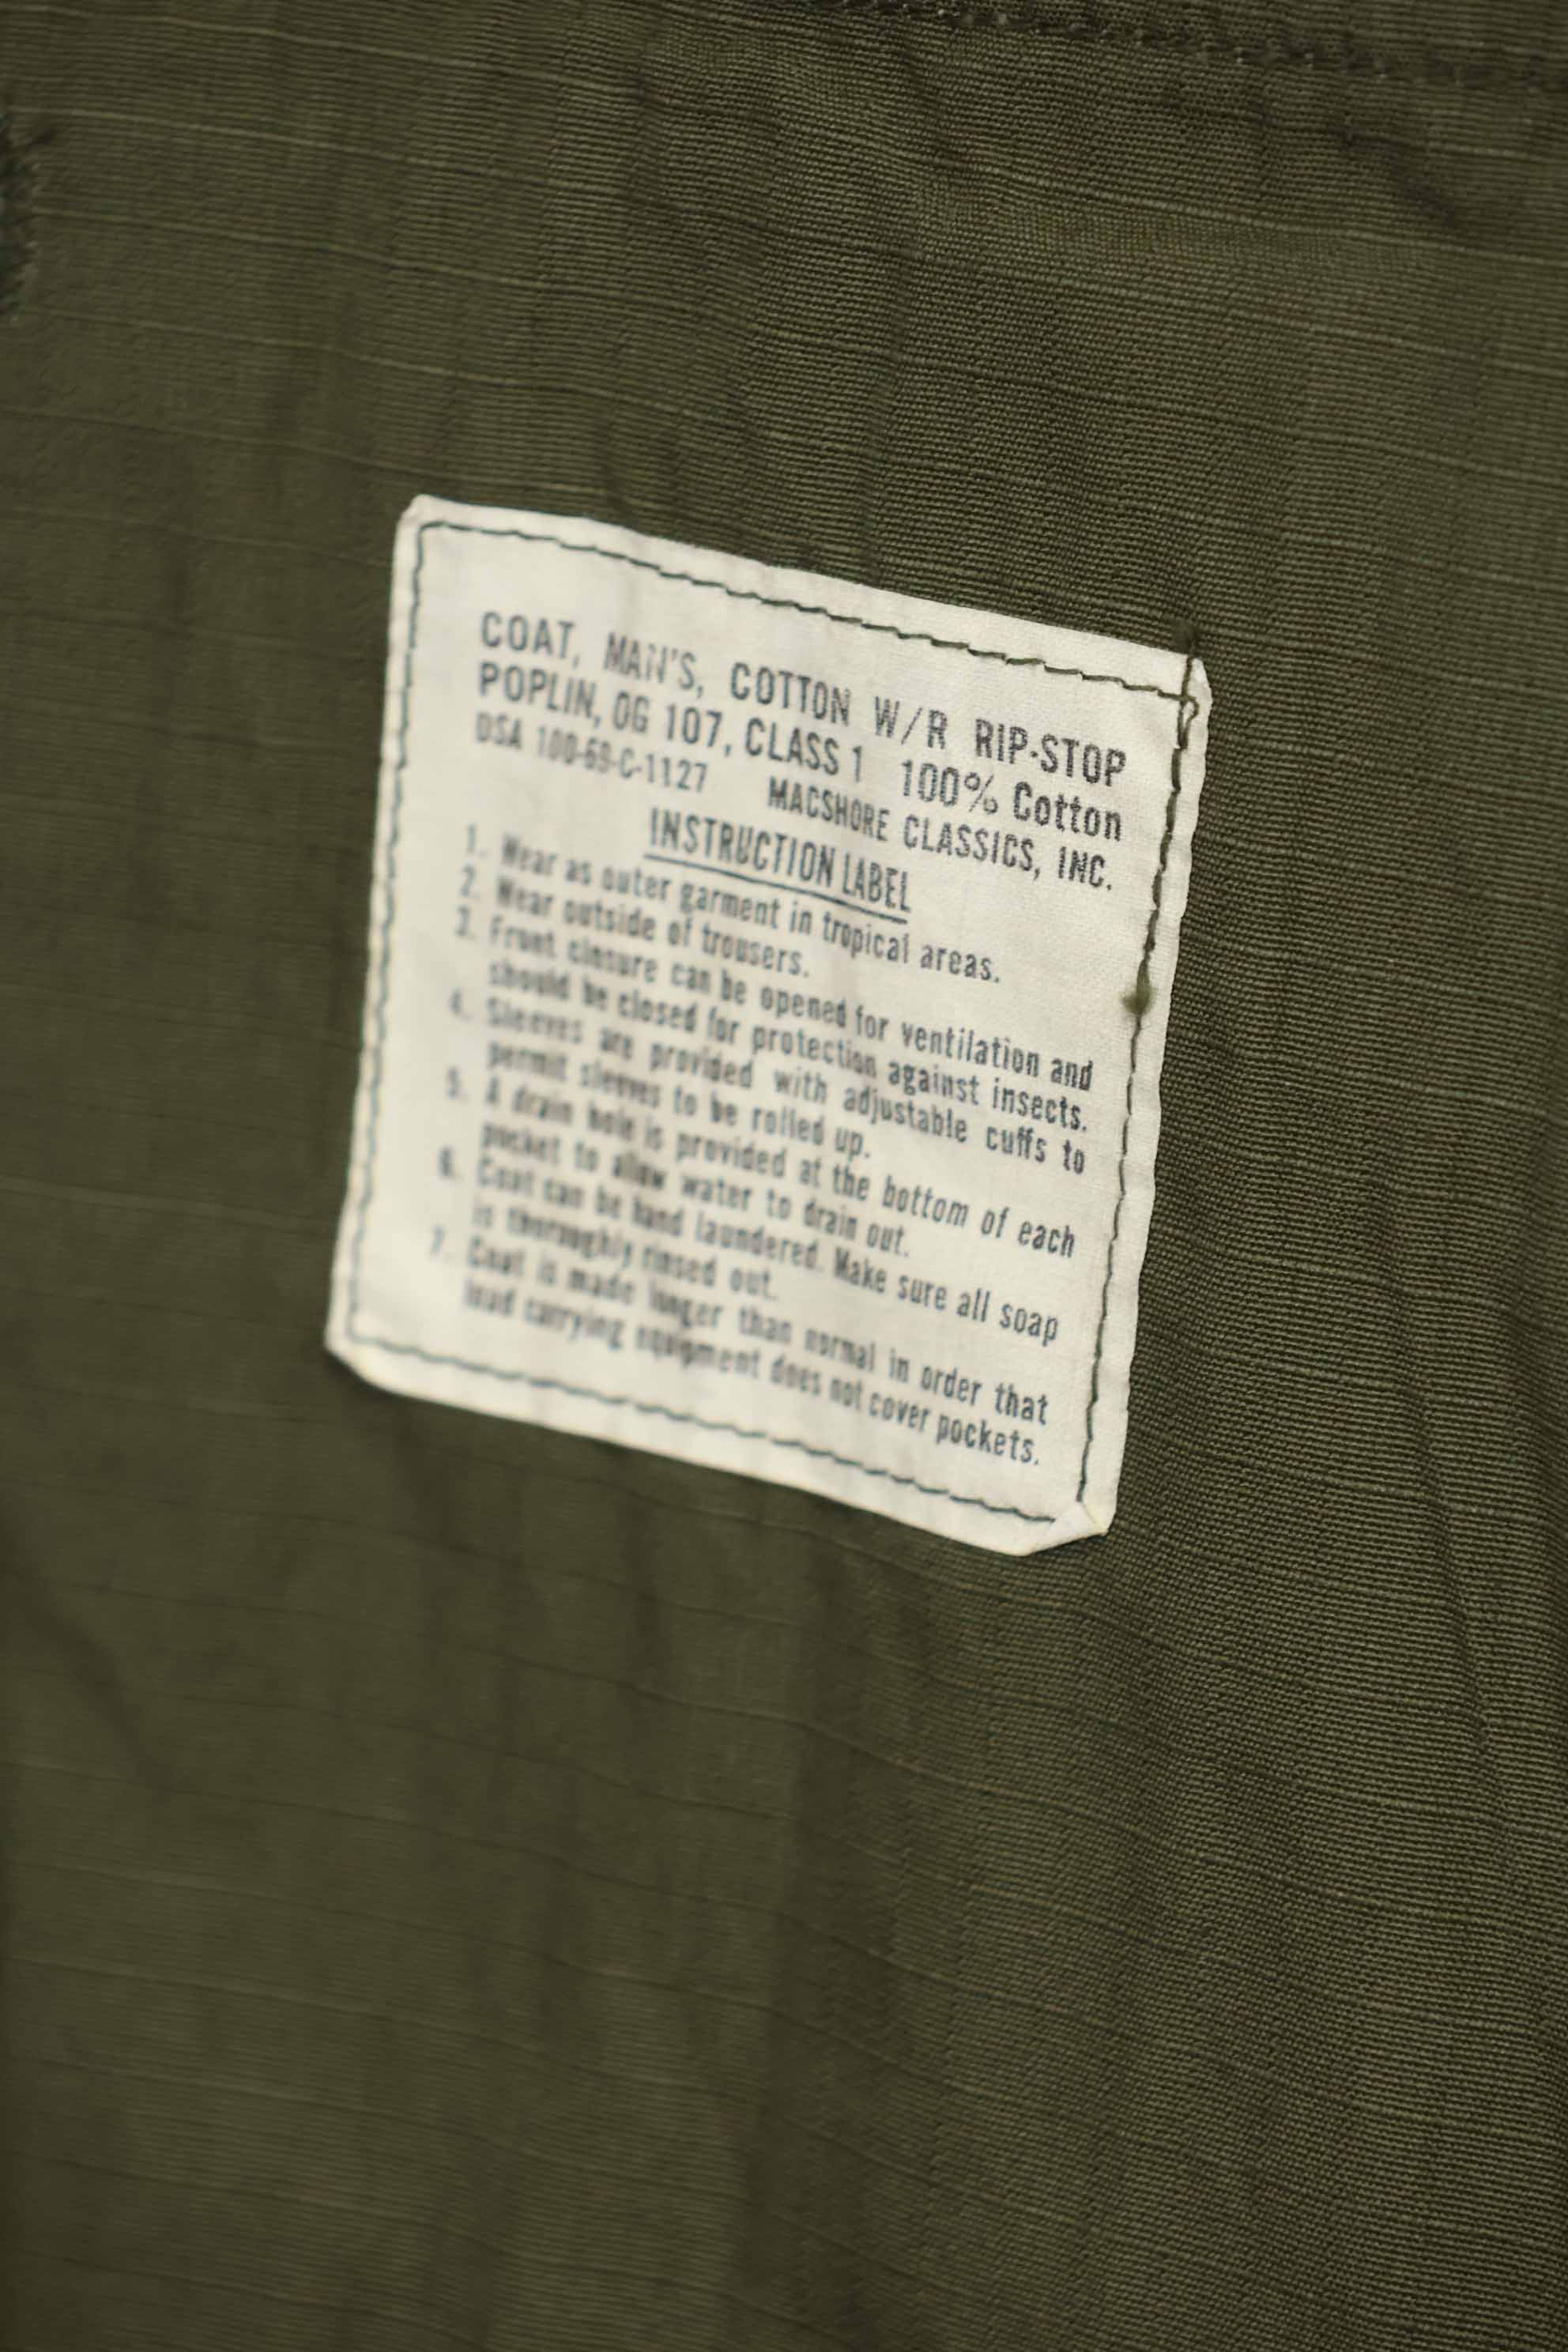 COAT, MAN'S, COTTON W/R RIP-STOP
POPLIN, OG 107, CLASS 1 100% Cotton
DSA 100-69-C-1127 MACSHORE CLASSICS, INC.
INSTRUCTION LABEL
1. Wear as outer garment in tropical areas.
2. Wear outside of trousers.
3. Front closure can be opened for ventilation and
should be closed for protection against insects.
4. Sleeves are provided with adjustable cuffs to
permit sleeves to be rolled up.
5. A drain hole is provided at the bottom of each
pocket to allow water to drain out.
6. Coat can be hand laundered. Make sure all soap
is thoroughly rinsed out.
7. Coat is made longer than normal in order that
load carrying equipment does not cover pockets.